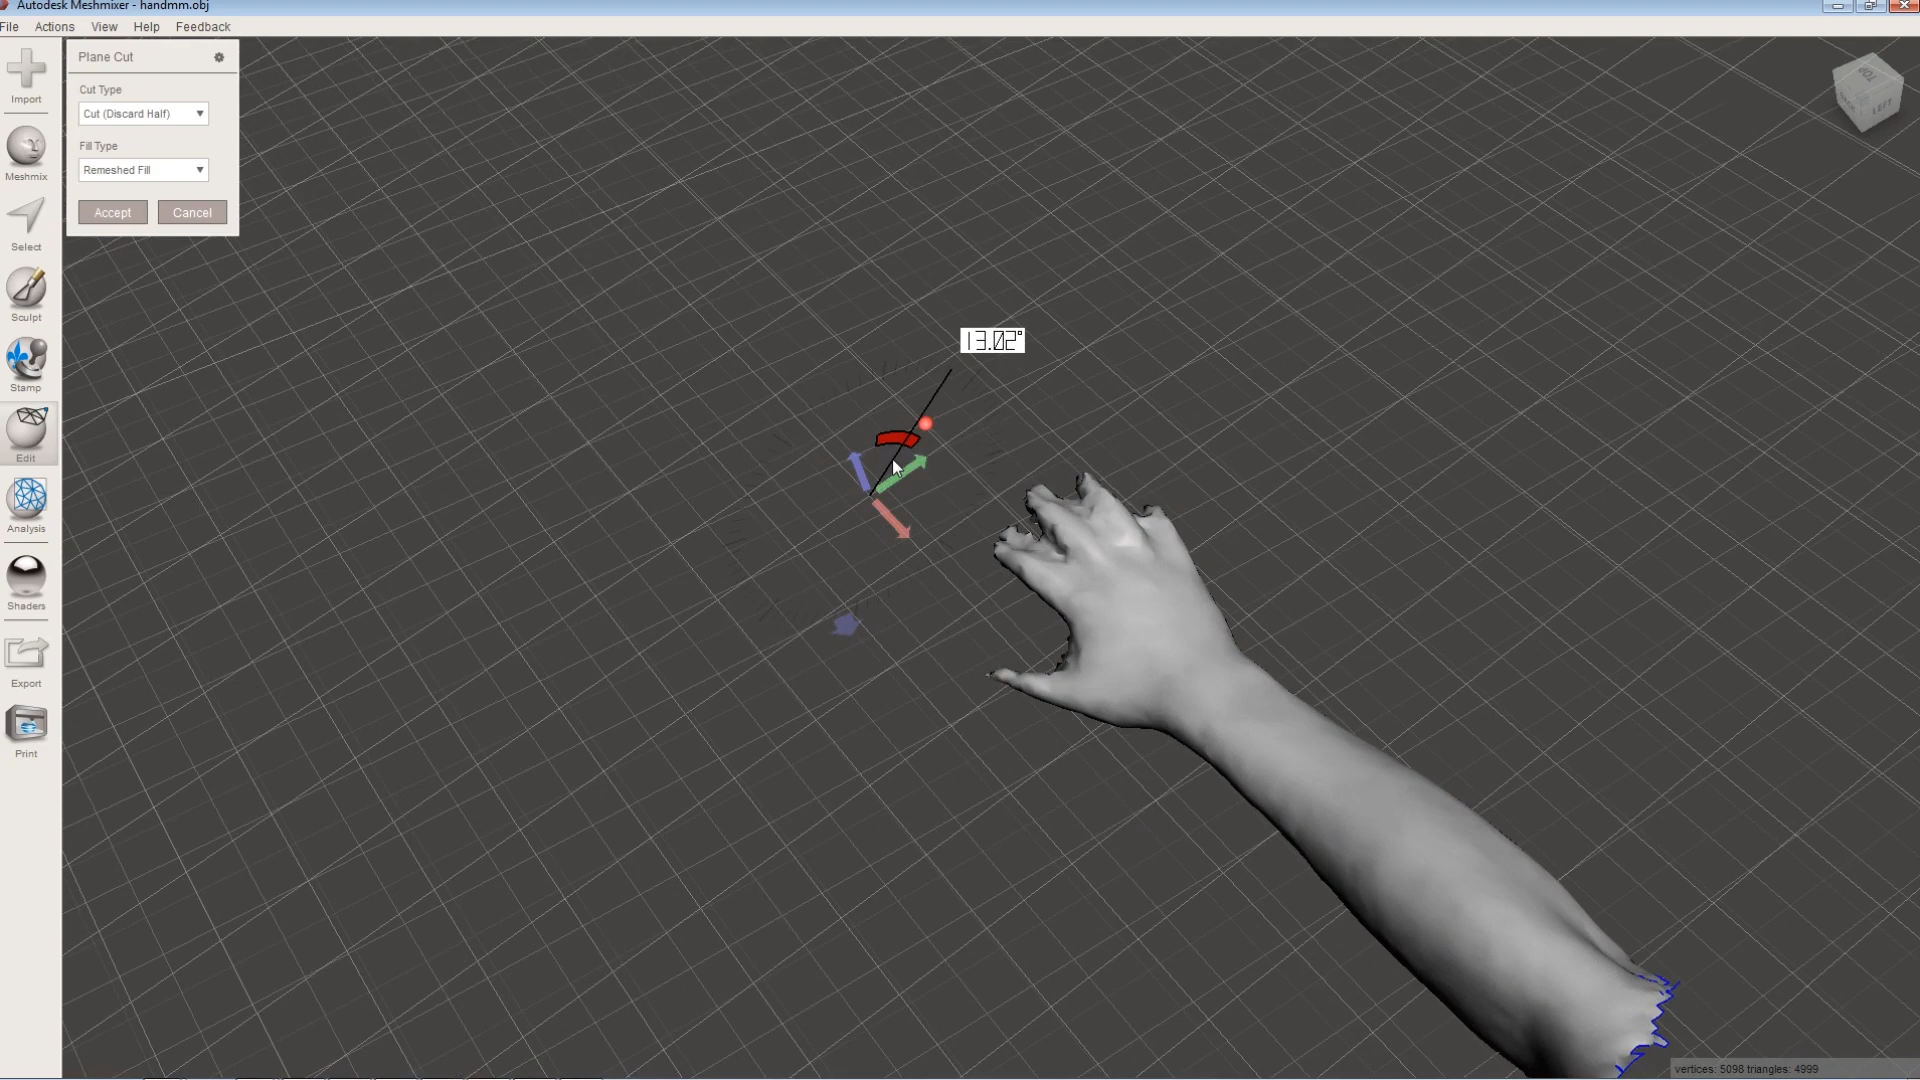 Autodesk Meshmixer - handmm.obj
File Actions View Help Feedback
Import
Meshmix
Select
Sculpt
Stamp
Edit
Analysis
Shaders
Export
Print
Plane Cut
Cut Type
Cut (Discard Half)
Fill Type
Remeshed Fill
Accept Cancel
13.02°
TOP
LEFT
vertices: 5098 triangles: 4999